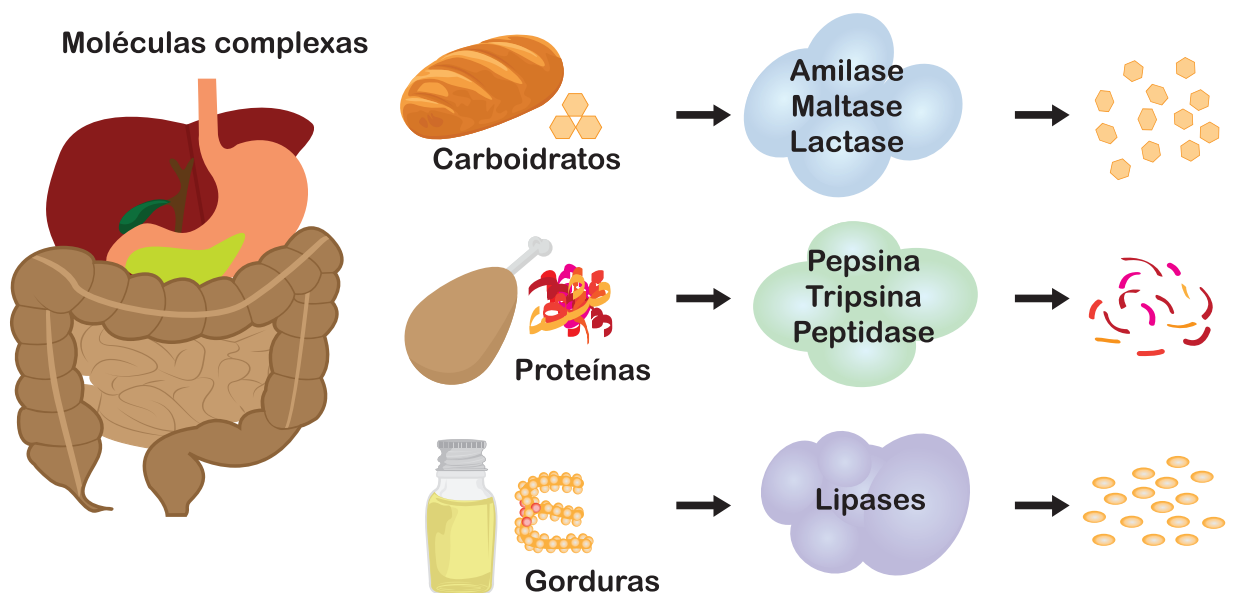 Moléculas complexas
Carboidratos
Amilase
Maltase
Lactase
Proteínas
Pepsina
Tripsina
Peptidase
Gorduras
Lipases